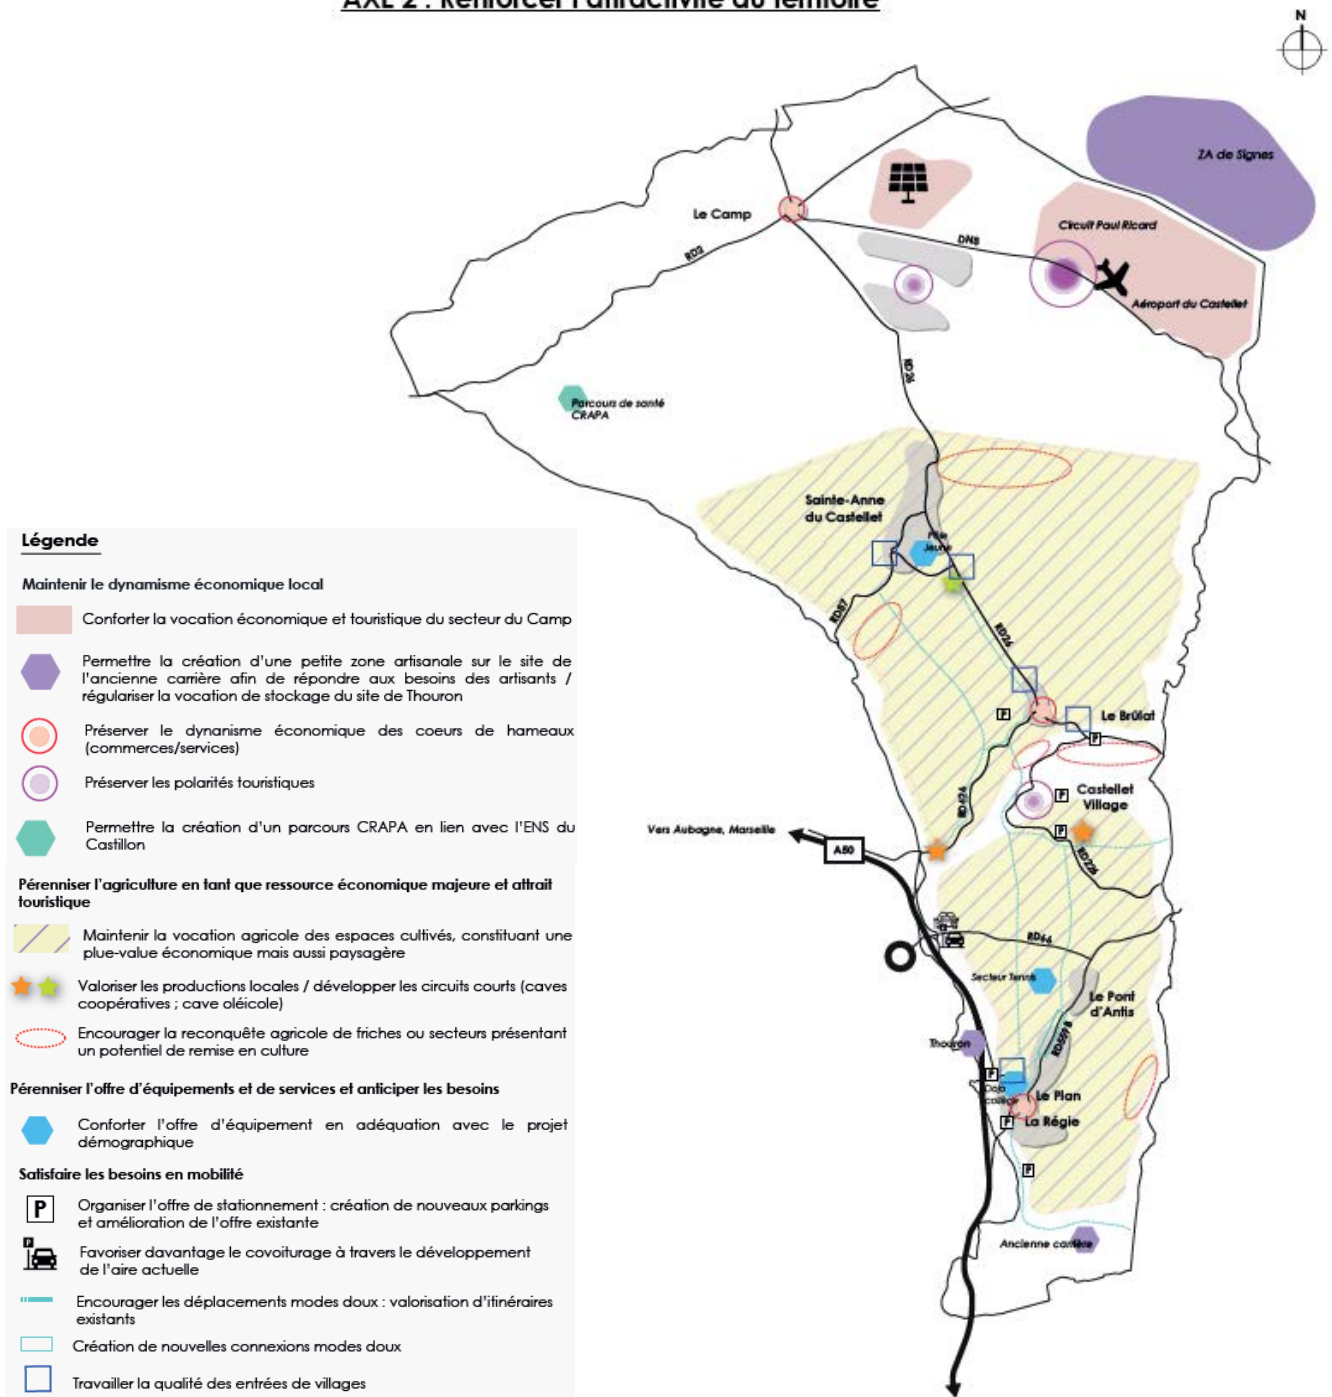 AXE 2 : Renforcer l'attractivité du territoire
N
ZA de Signes
Circuit Paul Ricard
Le Camp
DN8
RD2
Aéroport du Castellet
RD 26
Parcours de santé
CRAPA
Sainte-Anne
du Castellet
Pôle
Jeune
RD87
RD26
P
Le Brûlat
P
Castellet
Village
P
P
RD626
RD226
Vers Aubagne, Marseille
A50
RD66
Secteur Tennis
Le Pont
d'Antis
RD559 B
Thouron
P
Dojo
collège
Le Plan
P
La Régie
P
Ancienne carrière
Légende
Maintenir le dynamisme économique local
Conforter la vocation économique et touristique du secteur du Camp
Permettre la création d'une petite zone artisanale sur le site de
l'ancienne carrière afin de répondre aux besoins des artisants /
régulariser la vocation de stockage du site de Thouron
Préserver le dynanisme économique des coeurs de hameaux
(commerces/services)
Préserver les polarités touristiques
Permettre la création d'un parcours CRAPA en lien avec l'ENS du
Castillon
Pérenniser l'agriculture en tant que ressource économique majeure et attrait
touristique
Maintenir la vocation agricole des espaces cultivés, constituant une
plue-value économique mais aussi paysagère
Valoriser les productions locales / développer les circuits courts (caves
coopératives ; cave oléicole)
Encourager la reconquête agricole de friches ou secteurs présentant
un potentiel de remise en culture
Pérenniser l'offre d'équipements et de services et anticiper les besoins
Conforter l'offre d'équipement en adéquation avec le projet
démographique
Satisfaire les besoins en mobilité
P
Organiser l'offre de stationnement : création de nouveaux parkings
et amélioration de l'offre existante
P
Favoriser davantage le covoiturage à travers le développement
de l'aire actuelle
Encourager les déplacements modes doux : valorisation d'itinéraires
existants
Création de nouvelles connexions modes doux
Travailler la qualité des entrées de villages